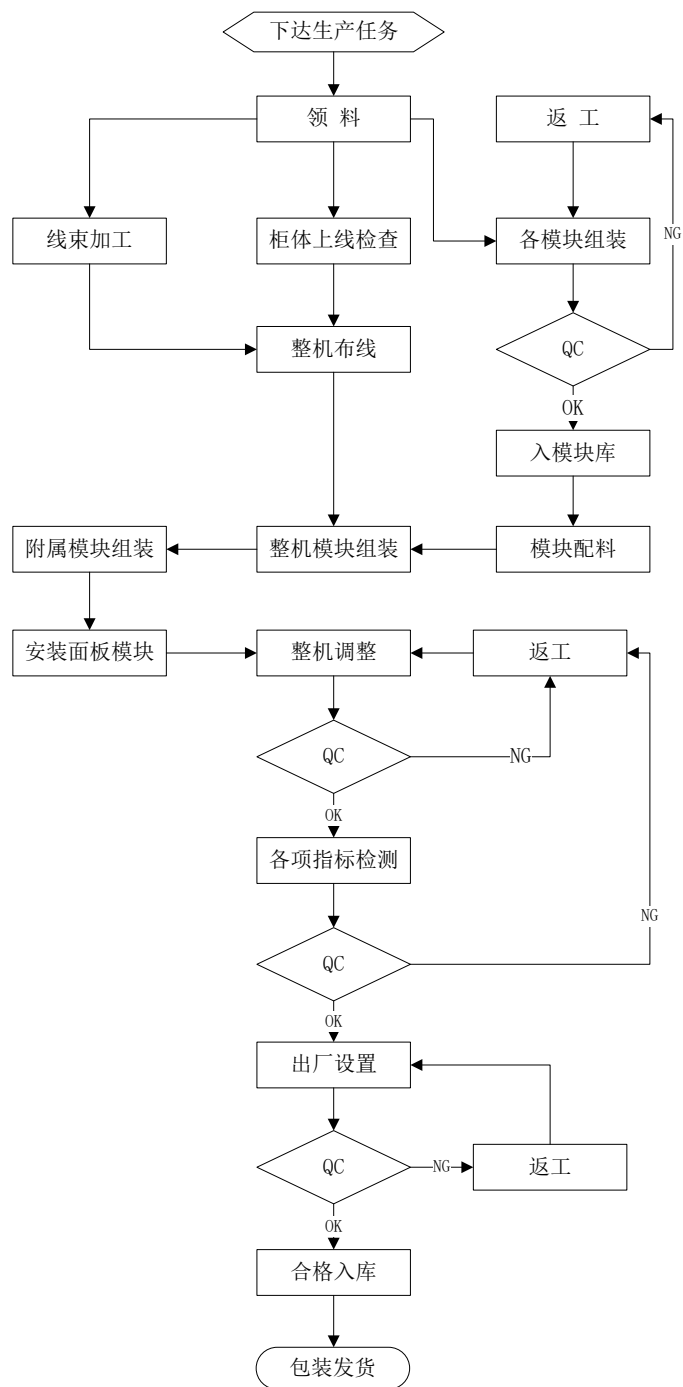 下达生产任务
领 料
返 工
线束加工
柜体上线检查
各模块组装
NG
整机布线
QC
OK
入模块库
附属模块组装
整机模块组装
模块配料
安装面板模块
整机调整
返工
QC
NG
OK
各项指标检测
NG
QC
OK
出厂设置
QC
NG
返工
OK
合格入库
包装发货